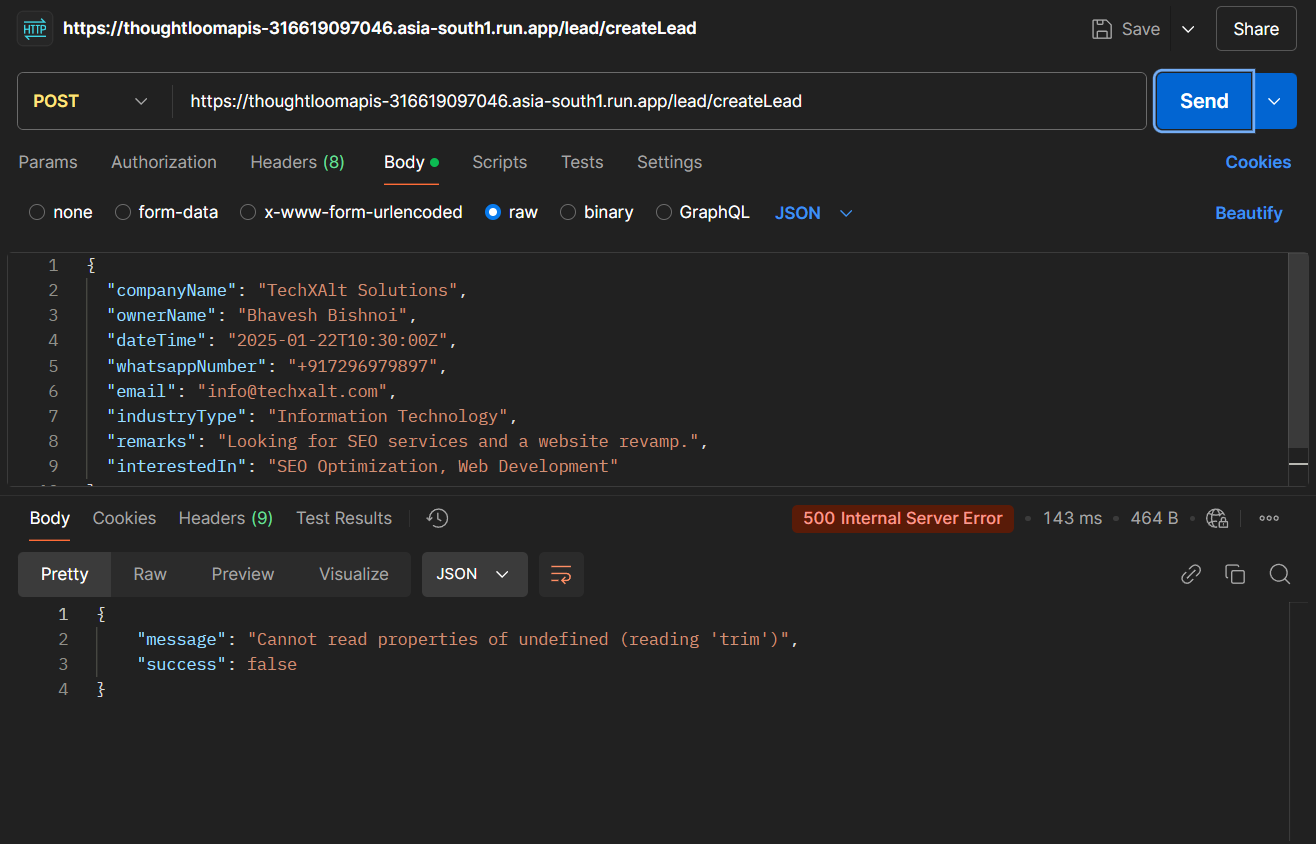 HTTP https://thoughtloomapis-316619097046.asia-south1.run.app/lead/createLead Save Share
POST https://thoughtloomapis-316619097046.asia-south1.run.app/lead/createLead Send
Params Authorization Headers (8) Body Scripts Tests Settings Cookies
none form-data x-www-form-urlencoded raw binary GraphQL JSON Beautify
1 {
2 "companyName": "TechXAlt Solutions",
3 "ownerName": "Bhavesh Bishnoi",
4 "dateTime": "2025-01-22T10:30:00Z",
5 "whatsappNumber": "+917296979897",
6 "email": "info@techxalt.com",
7 "industryType": "Information Technology",
8 "remarks": "Looking for SEO services and a website revamp.",
9 "interestedIn": "SEO Optimization, Web Development"
Body Cookies Headers (9) Test Results 500 Internal Server Error 143 ms 464 B
Pretty Raw Preview Visualize JSON
1 {
2 "message": "Cannot read properties of undefined (reading 'trim')",
3 "success": false
4 }